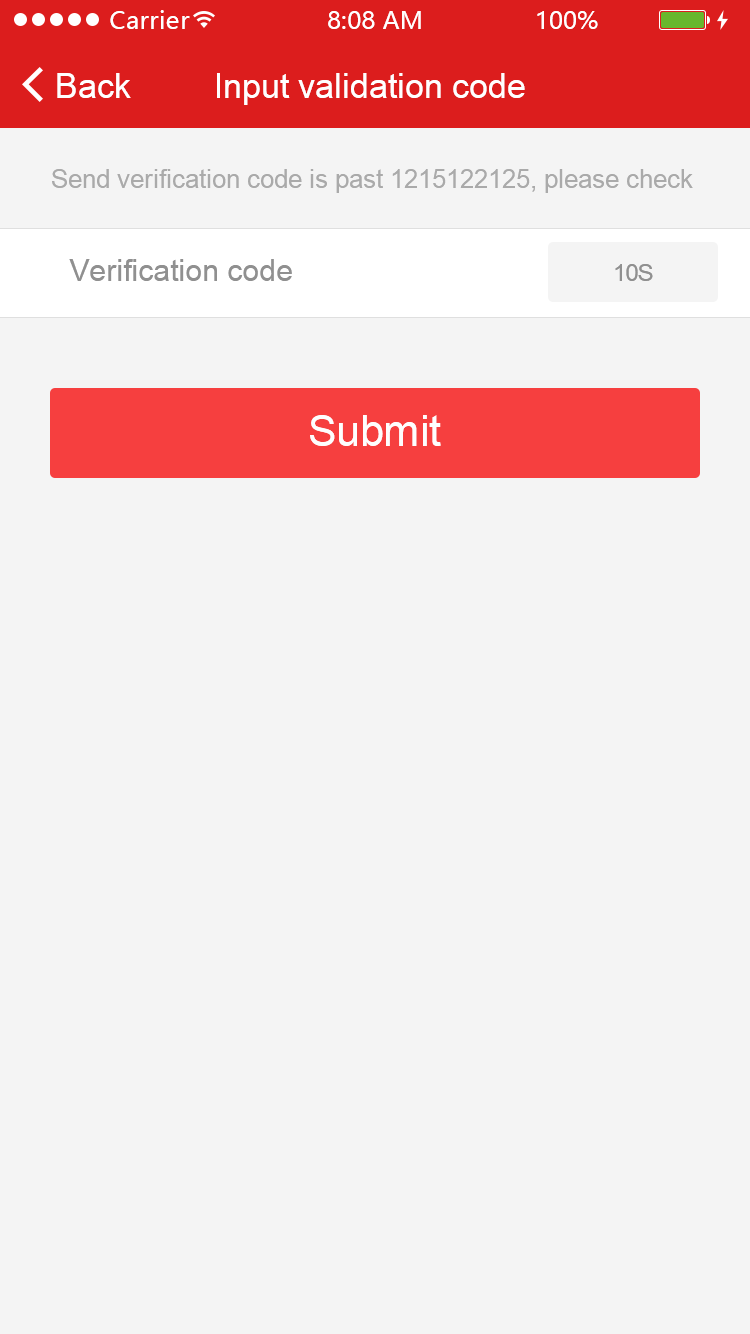 Carrier 8:08 AM 100%
Back Input validation code
Send verification code is past 1215122125, please check
Verification code 10S
Submit